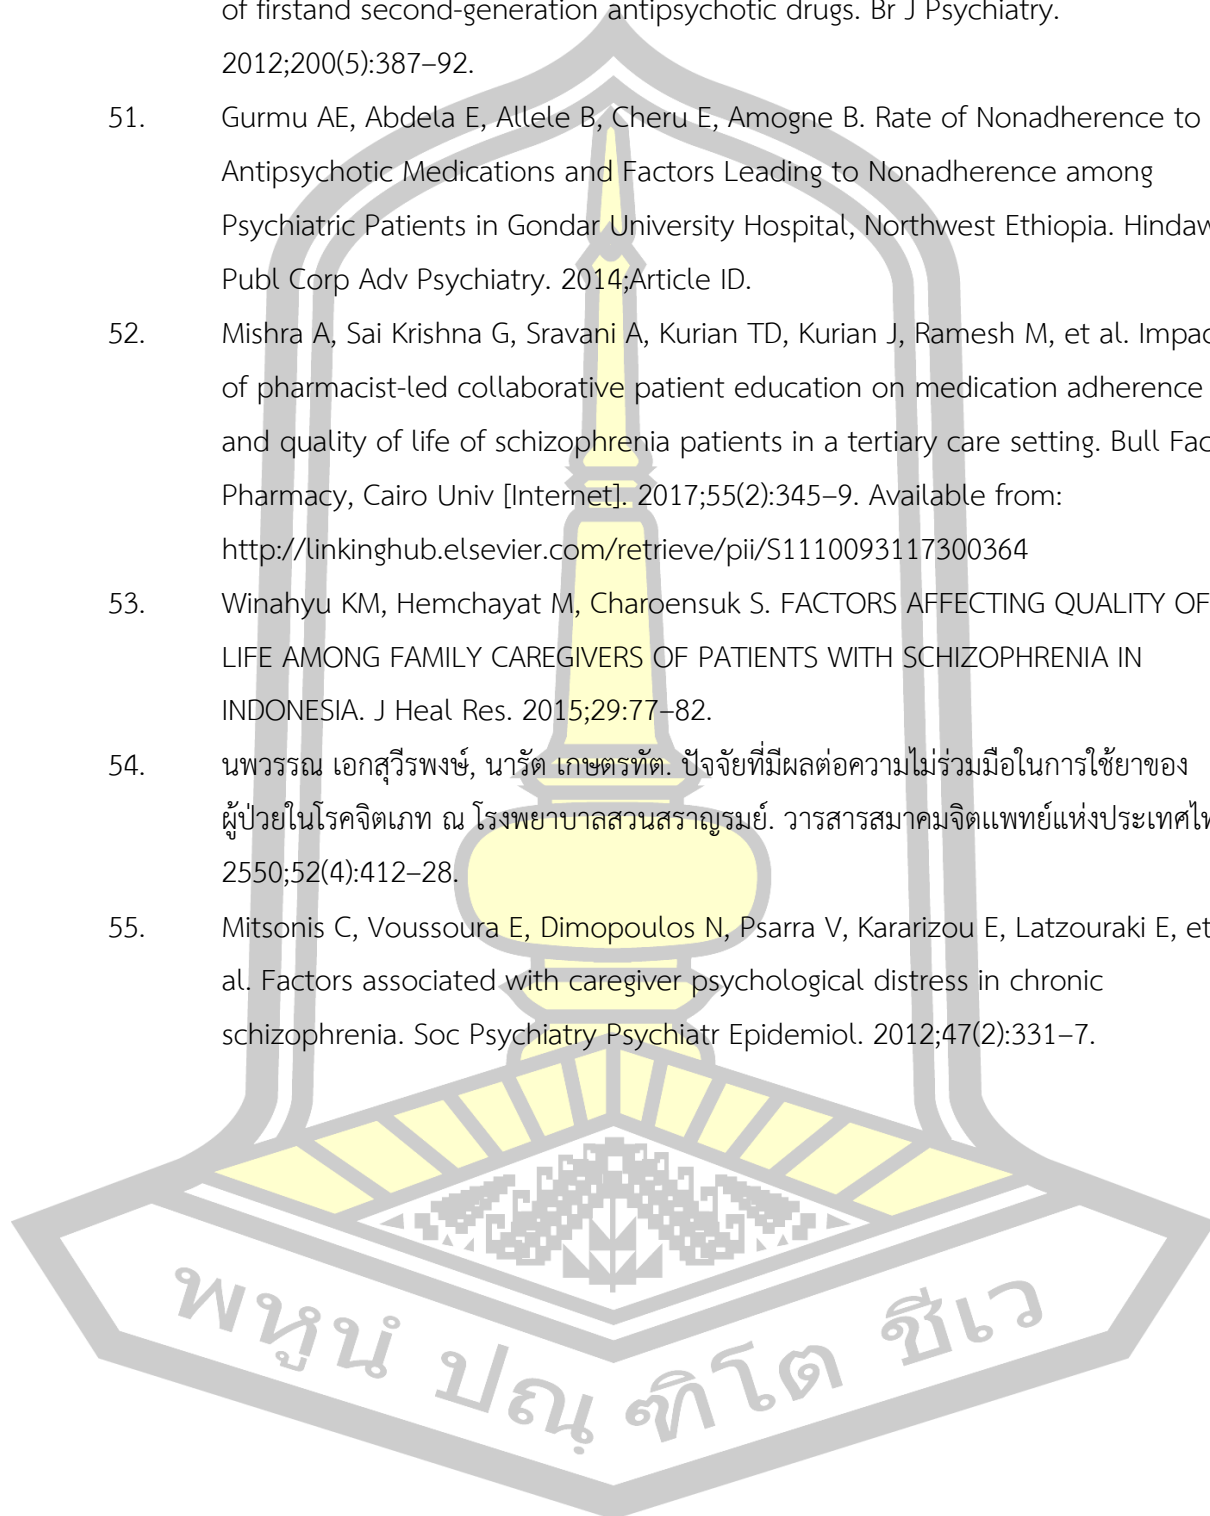 of firstand second-generation antipsychotic drugs. Br J Psychiatry.
2012;200(5):387–92.
51. Gurmu AE, Abdela E, Allele B, Cheru E, Amogne B. Rate of Nonadherence to
Antipsychotic Medications and Factors Leading to Nonadherence among
Psychiatric Patients in Gondar University Hospital, Northwest Ethiopia. Hindaw
Publ Corp Adv Psychiatry. 2014;Article ID.
52. Mishra A, Sai Krishna G, Sravani A, Kurian TD, Kurian J, Ramesh M, et al. Impac
of pharmacist-led collaborative patient education on medication adherence
and quality of life of schizophrenia patients in a tertiary care setting. Bull Fac
Pharmacy, Cairo Univ [Internet]. 2017;55(2):345–9. Available from:
http://linkinghub.elsevier.com/retrieve/pii/S1110093117300364
53. Winahyu KM, Hemchayat M, Charoensuk S. FACTORS AFFECTING QUALITY OF
LIFE AMONG FAMILY CAREGIVERS OF PATIENTS WITH SCHIZOPHRENIA IN
INDONESIA. J Heal Res. 2015;29:77–82.
54. นพวรรณ เอกสุวีรพงษ์, นารัต เกษตรทัต. ปัจจัยที่มีผลต่อความไม่ร่วมมือในการใช้ยาของ
ผู้ป่วยในโรคจิตเภท ณ โรงพยาบาลสวนสราญรมย์. วารสารสมาคมจิตแพทย์แห่งประเทศไท
2550;52(4):412–28.
55. Mitsonis C, Voussoura E, Dimopoulos N, Psarra V, Kararizou E, Latzouraki E, et
al. Factors associated with caregiver psychological distress in chronic
schizophrenia. Soc Psychiatry Psychiatr Epidemiol. 2012;47(2):331–7.
พหูนํ ปณฺฑิโต ชีเว